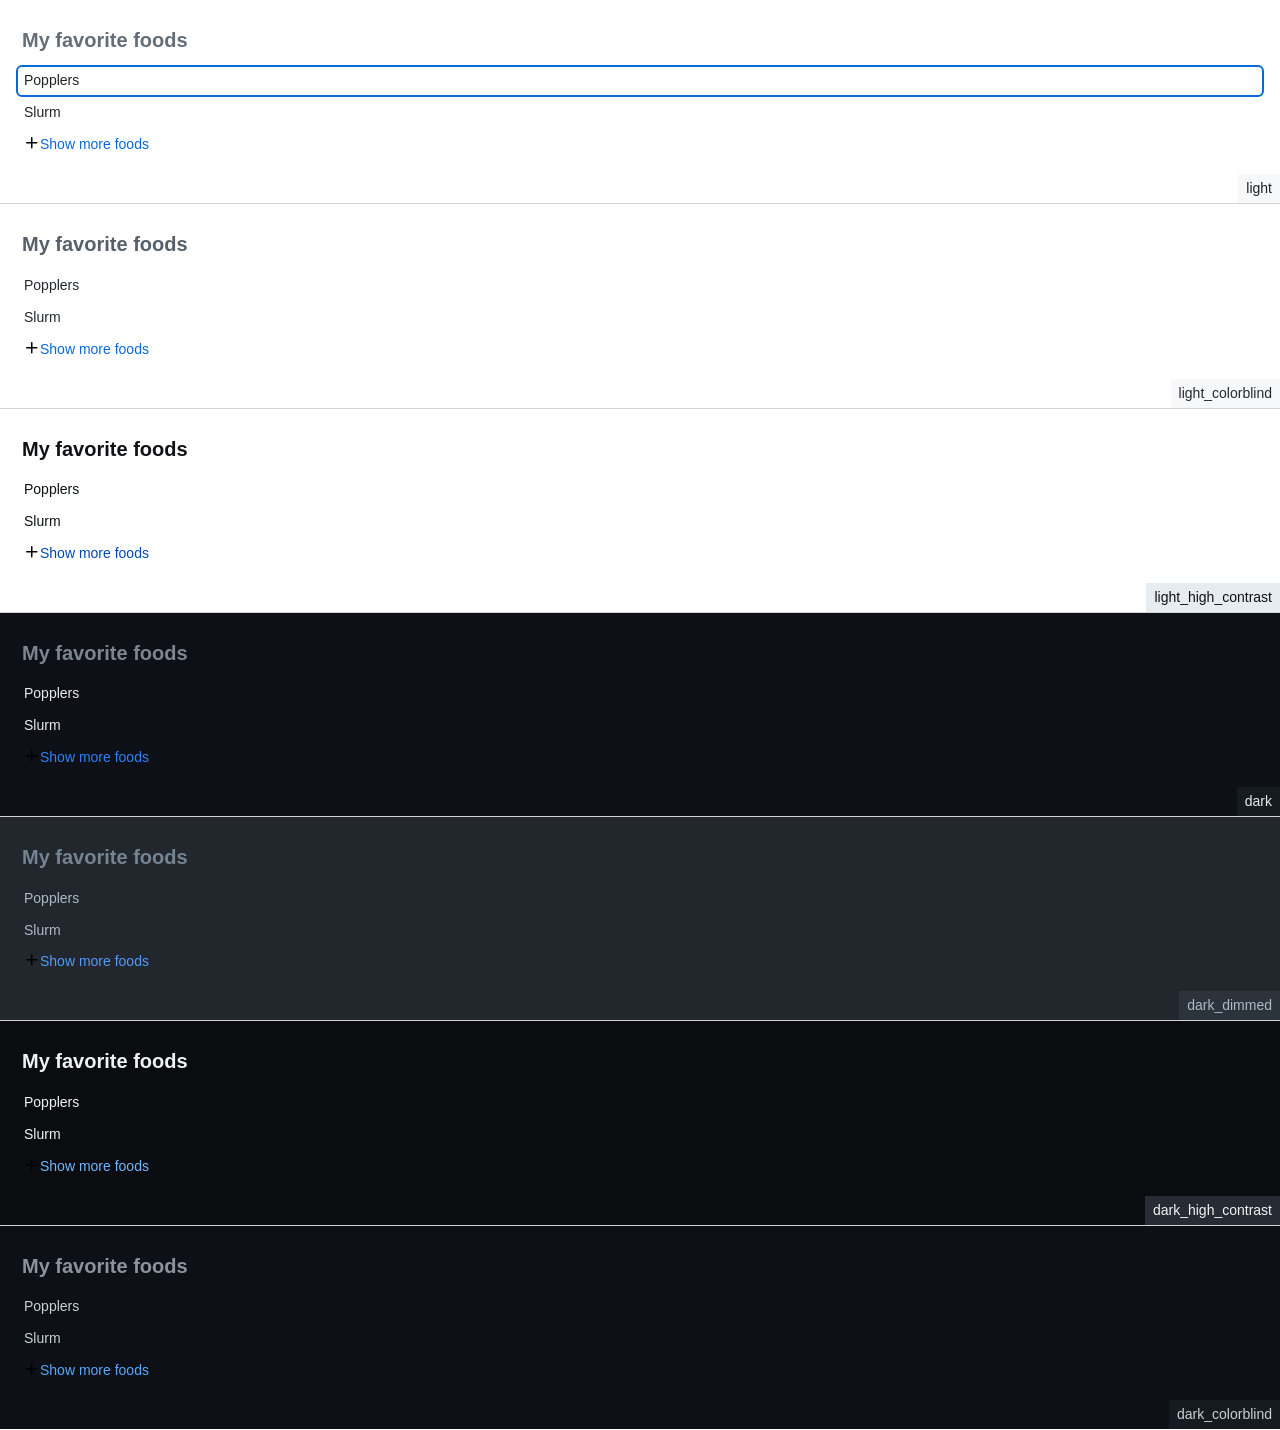 My favorite foods
Popplers
Slurm
+Show more foods
light
My favorite foods
Popplers
Slurm
+Show more foods
light_colorblind
My favorite foods
Popplers
Slurm
+Show more foods
light_high_contrast
My favorite foods
Popplers
Slurm
+Show more foods
dark
My favorite foods
Popplers
Slurm
+Show more foods
dark_dimmed
My favorite foods
Popplers
Slurm
+Show more foods
dark_high_contrast
My favorite foods
Popplers
Slurm
+Show more foods
dark_colorblind